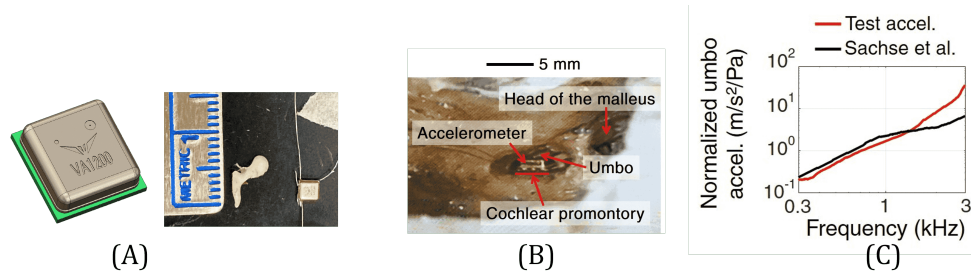 VA1200
METRIC
(A)
5 mm
Head of the malleus
Accelerometer
Umbo
Cochlear promontory
(B)
Test accel.
Sachse et al.
Normalized umbo
accel. (m/s²/Pa)
10²
10¹
10⁰
10⁻¹
0.3
1
3
Frequency (kHz)
(C)